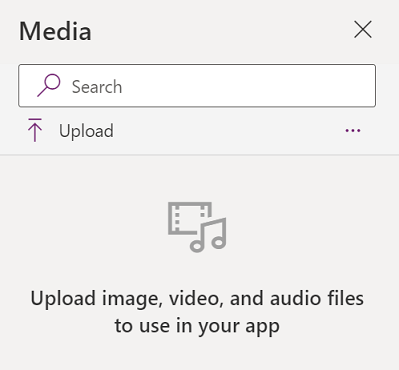 Media
Search
Upload
Upload image, video, and audio files
to use in your app